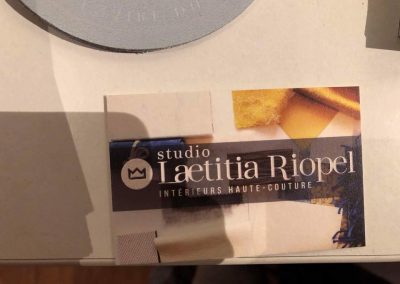 studio
Laetitia Riopel
INTÉRIEURS HAUTE-COUTURE